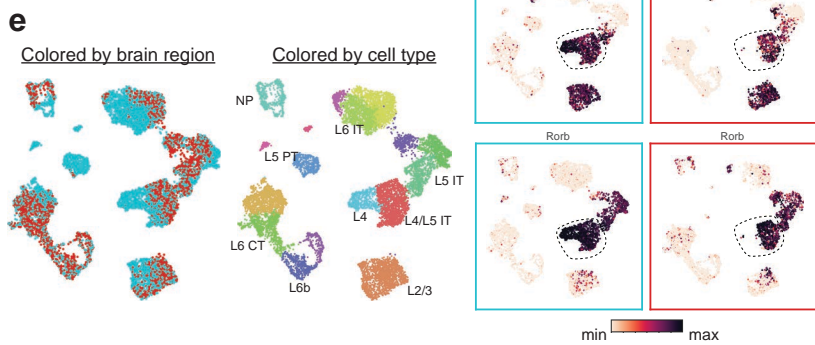 e
Colored by brain region
Colored by cell type
NP
L6 IT
L5 PT
L5 IT
L4
L4/L5 IT
L6 CT
L6b
L2/3
Rorb
Rorb
min
max